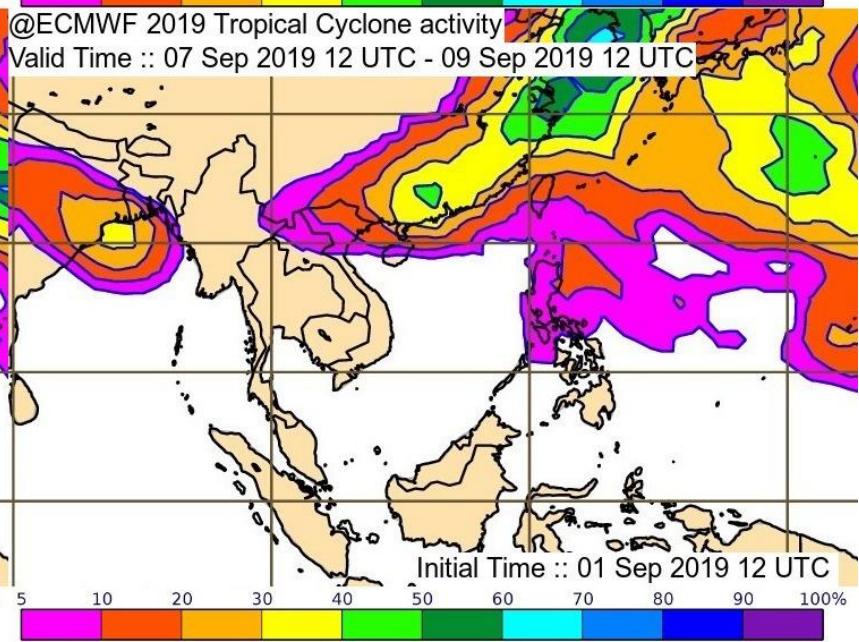 @ECMWF 2019 Tropical Cyclone activity
Valid Time :: 07 Sep 2019 12 UTC - 09 Sep 2019 12 UTC
Initial Time :: 01 Sep 2019 12 UTC
5 10 20 30 40 50 60 70 80 90 100%